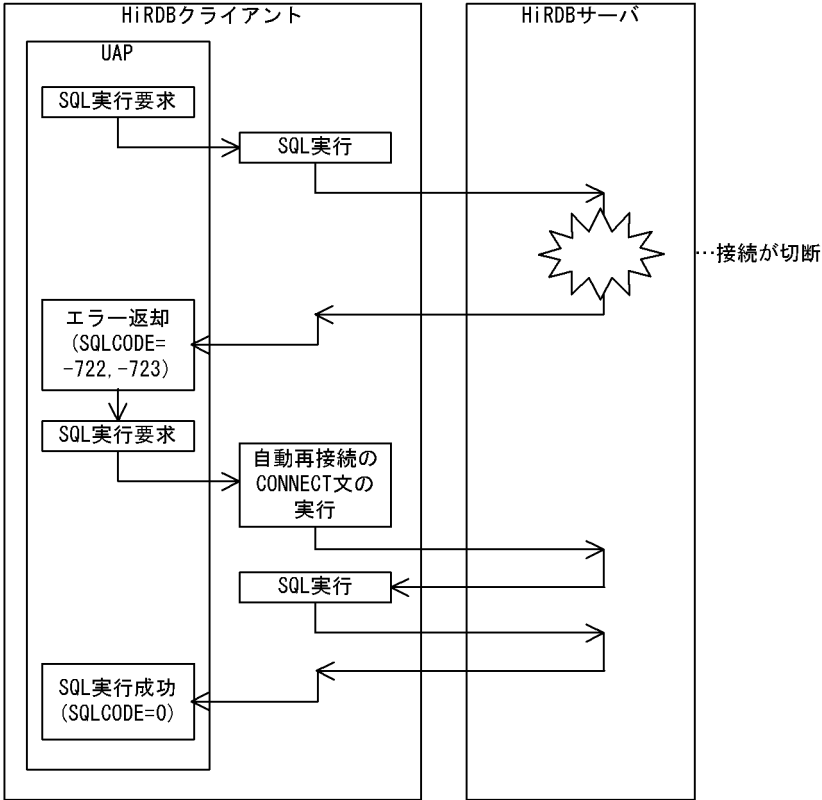 HiRDBクライアント
HiRDBサーバ
UAP
SQL実行要求
SQL実行
…接続が切断
エラー返却
(SQLCODE=
-722,-723)
SQL実行要求
自動再接続の
CONNECT文の
実行
SQL実行
SQL実行成功
(SQLCODE=0)